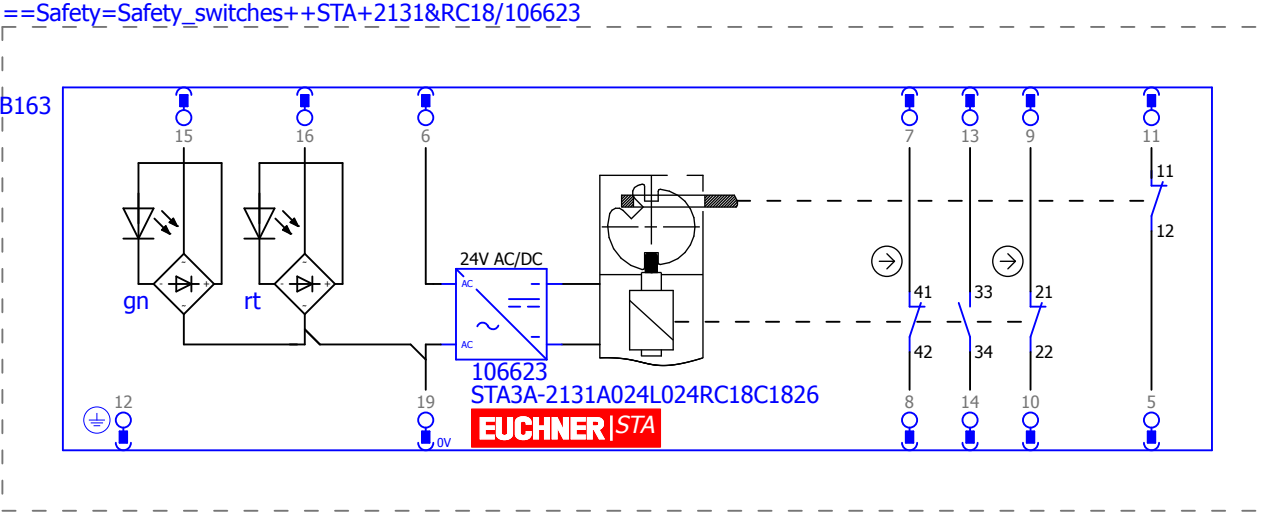 ==Safety=Safety_switches++STA+2131&RC18/106623
B163
15 16 6 7 13 9 11
11
12
24V AC/DC
AC
AC
gn rt
41 33 21
42 34 22
106623
STA3A-2131A024L024RC18C1826
EUCHNER STA
12 19 8 14 10 5
0V